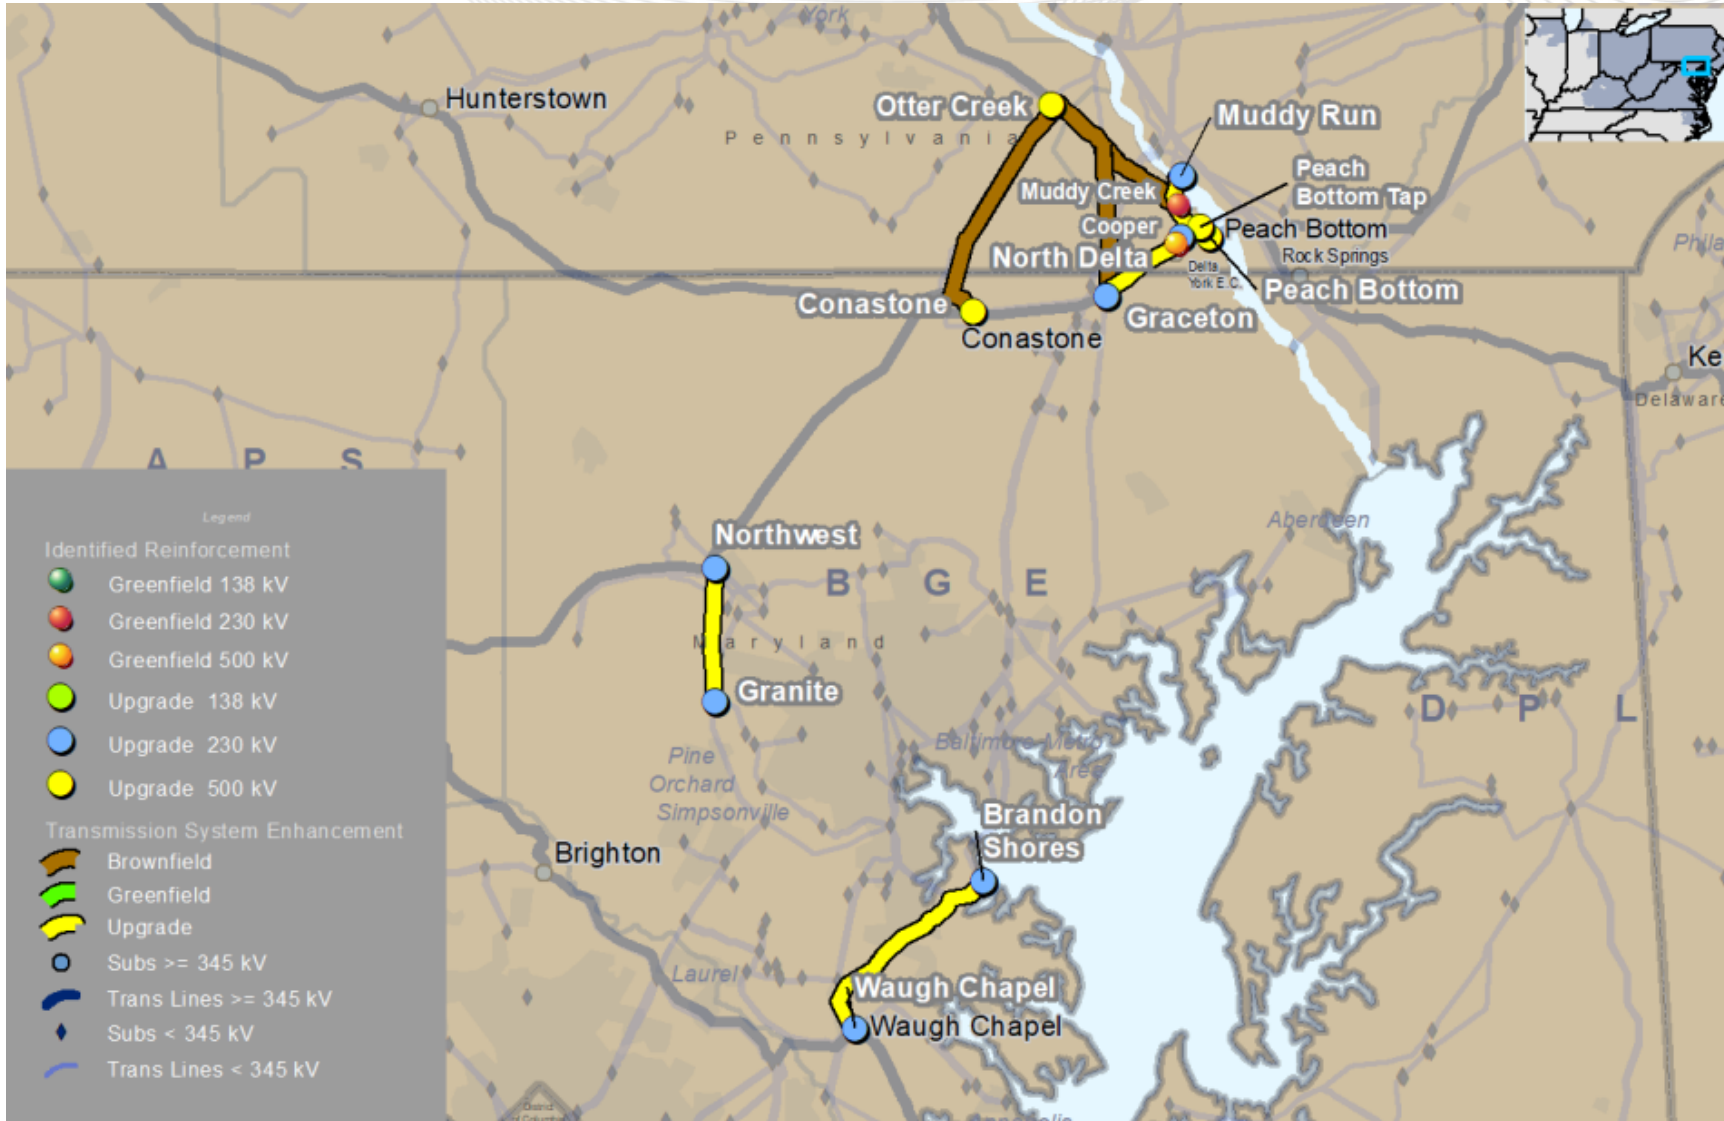 York
Hunterstown
Otter Creek
Muddy Run
Pennsylvania
Peach
Bottom Tap
Muddy Creek
Cooper
Peach Bottom
North Delta
Rock Springs
Delta
York E.C.
Peach Bottom
Conastone
Graceton
Conastone
Ke
Delaware
Phila
A P S
Aberdeen
Northwest
B G E
Maryland
Granite
D P L
Pine
Orchard
Simpsonville
Baltimore Metro
Area
Brandon
Shores
Brighton
Laurel
Waugh Chapel
Waugh Chapel
District
of Columbia
Legend
Identified Reinforcement
Greenfield 138 kV
Greenfield 230 kV
Greenfield 500 kV
Upgrade 138 kV
Upgrade 230 kV
Upgrade 500 kV
Transmission System Enhancement
Brownfield
Greenfield
Upgrade
Subs >= 345 kV
Trans Lines >= 345 kV
Subs < 345 kV
Trans Lines < 345 kV